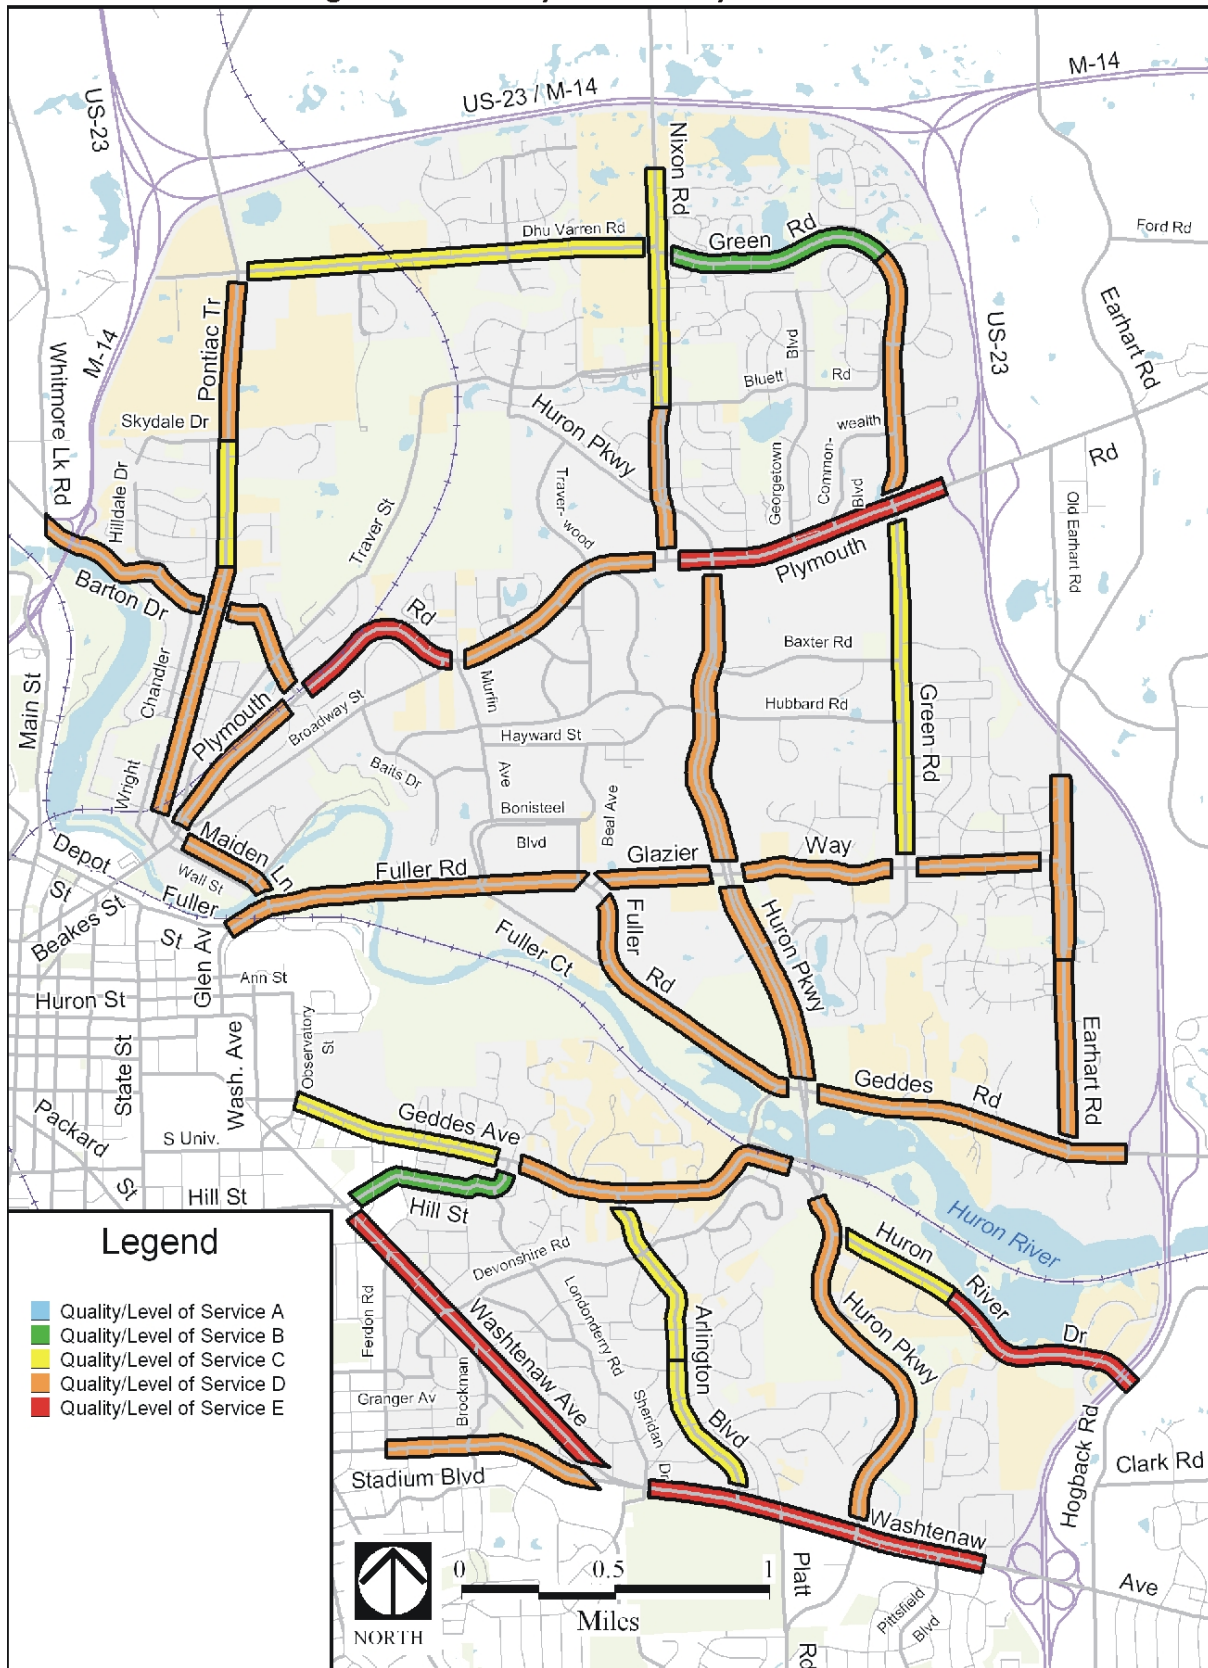 M-14
US-23 / M-14
US-23
Nixon Rd
Dhu Varren Rd
Green Rd
Ford Rd
Pontiac Tr
M-14
Whitmore Lk Rd
US-23
Earhart Rd
Blvd
Bluett Rd
Skydale Dr
Huron Pkwy
Common-
wealth
Blvd
Georgetown
Hilldale Dr
Traver-
wood
Traver St
Rd
Old Earhart Rd
Plymouth
Barton Dr
Rd
Baxter Rd
Chandler
Murfin
Ave
Green Rd
Main St
Plymouth
Broadway St
Hubbard Rd
Hayward St
Baits Dr
Wright
Bonisteel
Blvd
Beal Ave
Maiden Ln
Depot
St
Wall St
Fuller Rd
Glazier
Way
Fuller
St
Beakes St
Glen Av
Fuller
Rd
Huron Pkwy
Fuller Ct
Ann St
Huron St
Observatory
St
State St
Wash. Ave
Earhart Rd
Geddes
Rd
Packard
St
Geddes Ave
S Univ.
Hill St
Hill St
Huron River
Legend
Huron
River
Dr
Devonshire Rd
Quality/Level of Service A
Quality/Level of Service B
Quality/Level of Service C
Quality/Level of Service D
Quality/Level of Service E
Ferdon Rd
Londonderry Rd
Washtenaw Ave
Arlington
Blvd
Huron Pkwy
Granger Av
Brockman
Sheridan
Dr
Stadium Blvd
Hogback Rd
Clark Rd
Washtenaw
Ave
0 0.5 1
Miles
NORTH
Platt
Rd
Pittsfield
Blvd